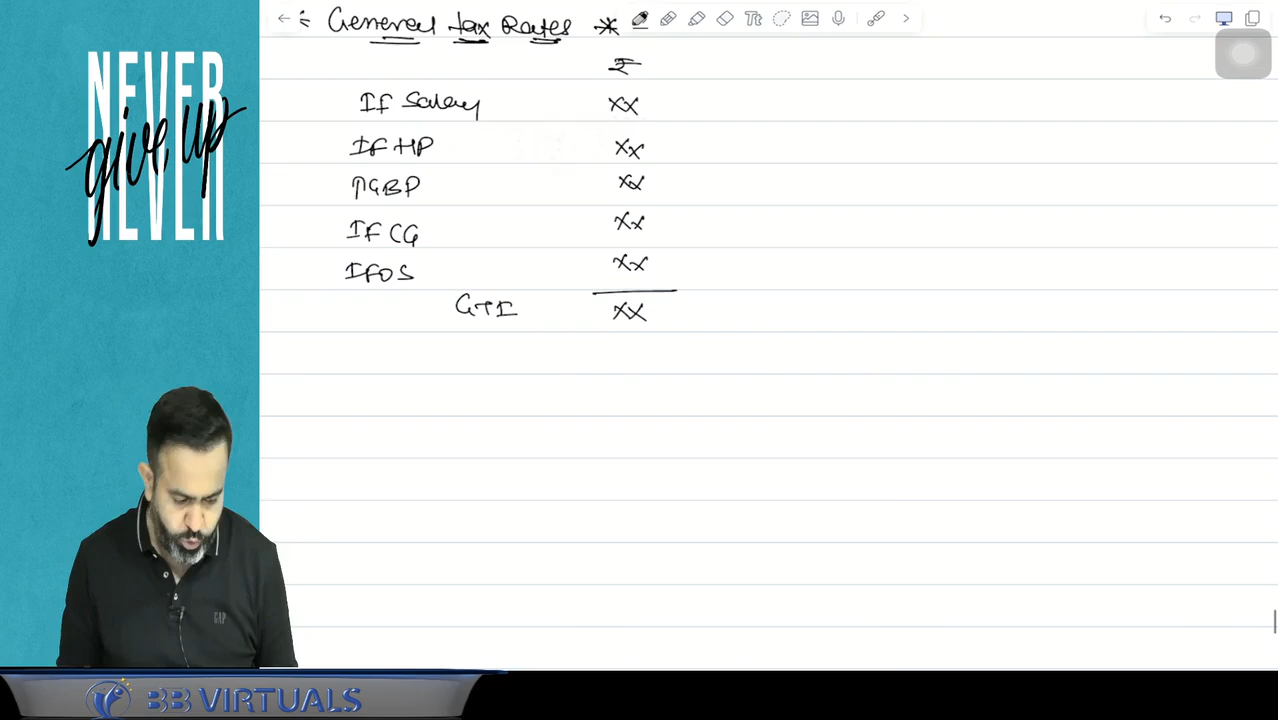 : General tax Rates *
₹
If Salary XX
IF HP XX
PGBP XX
IF CG XX
IFOS XX
GTI XX
NEVER
give up
NEVER
GAP
BB VIRTUALS